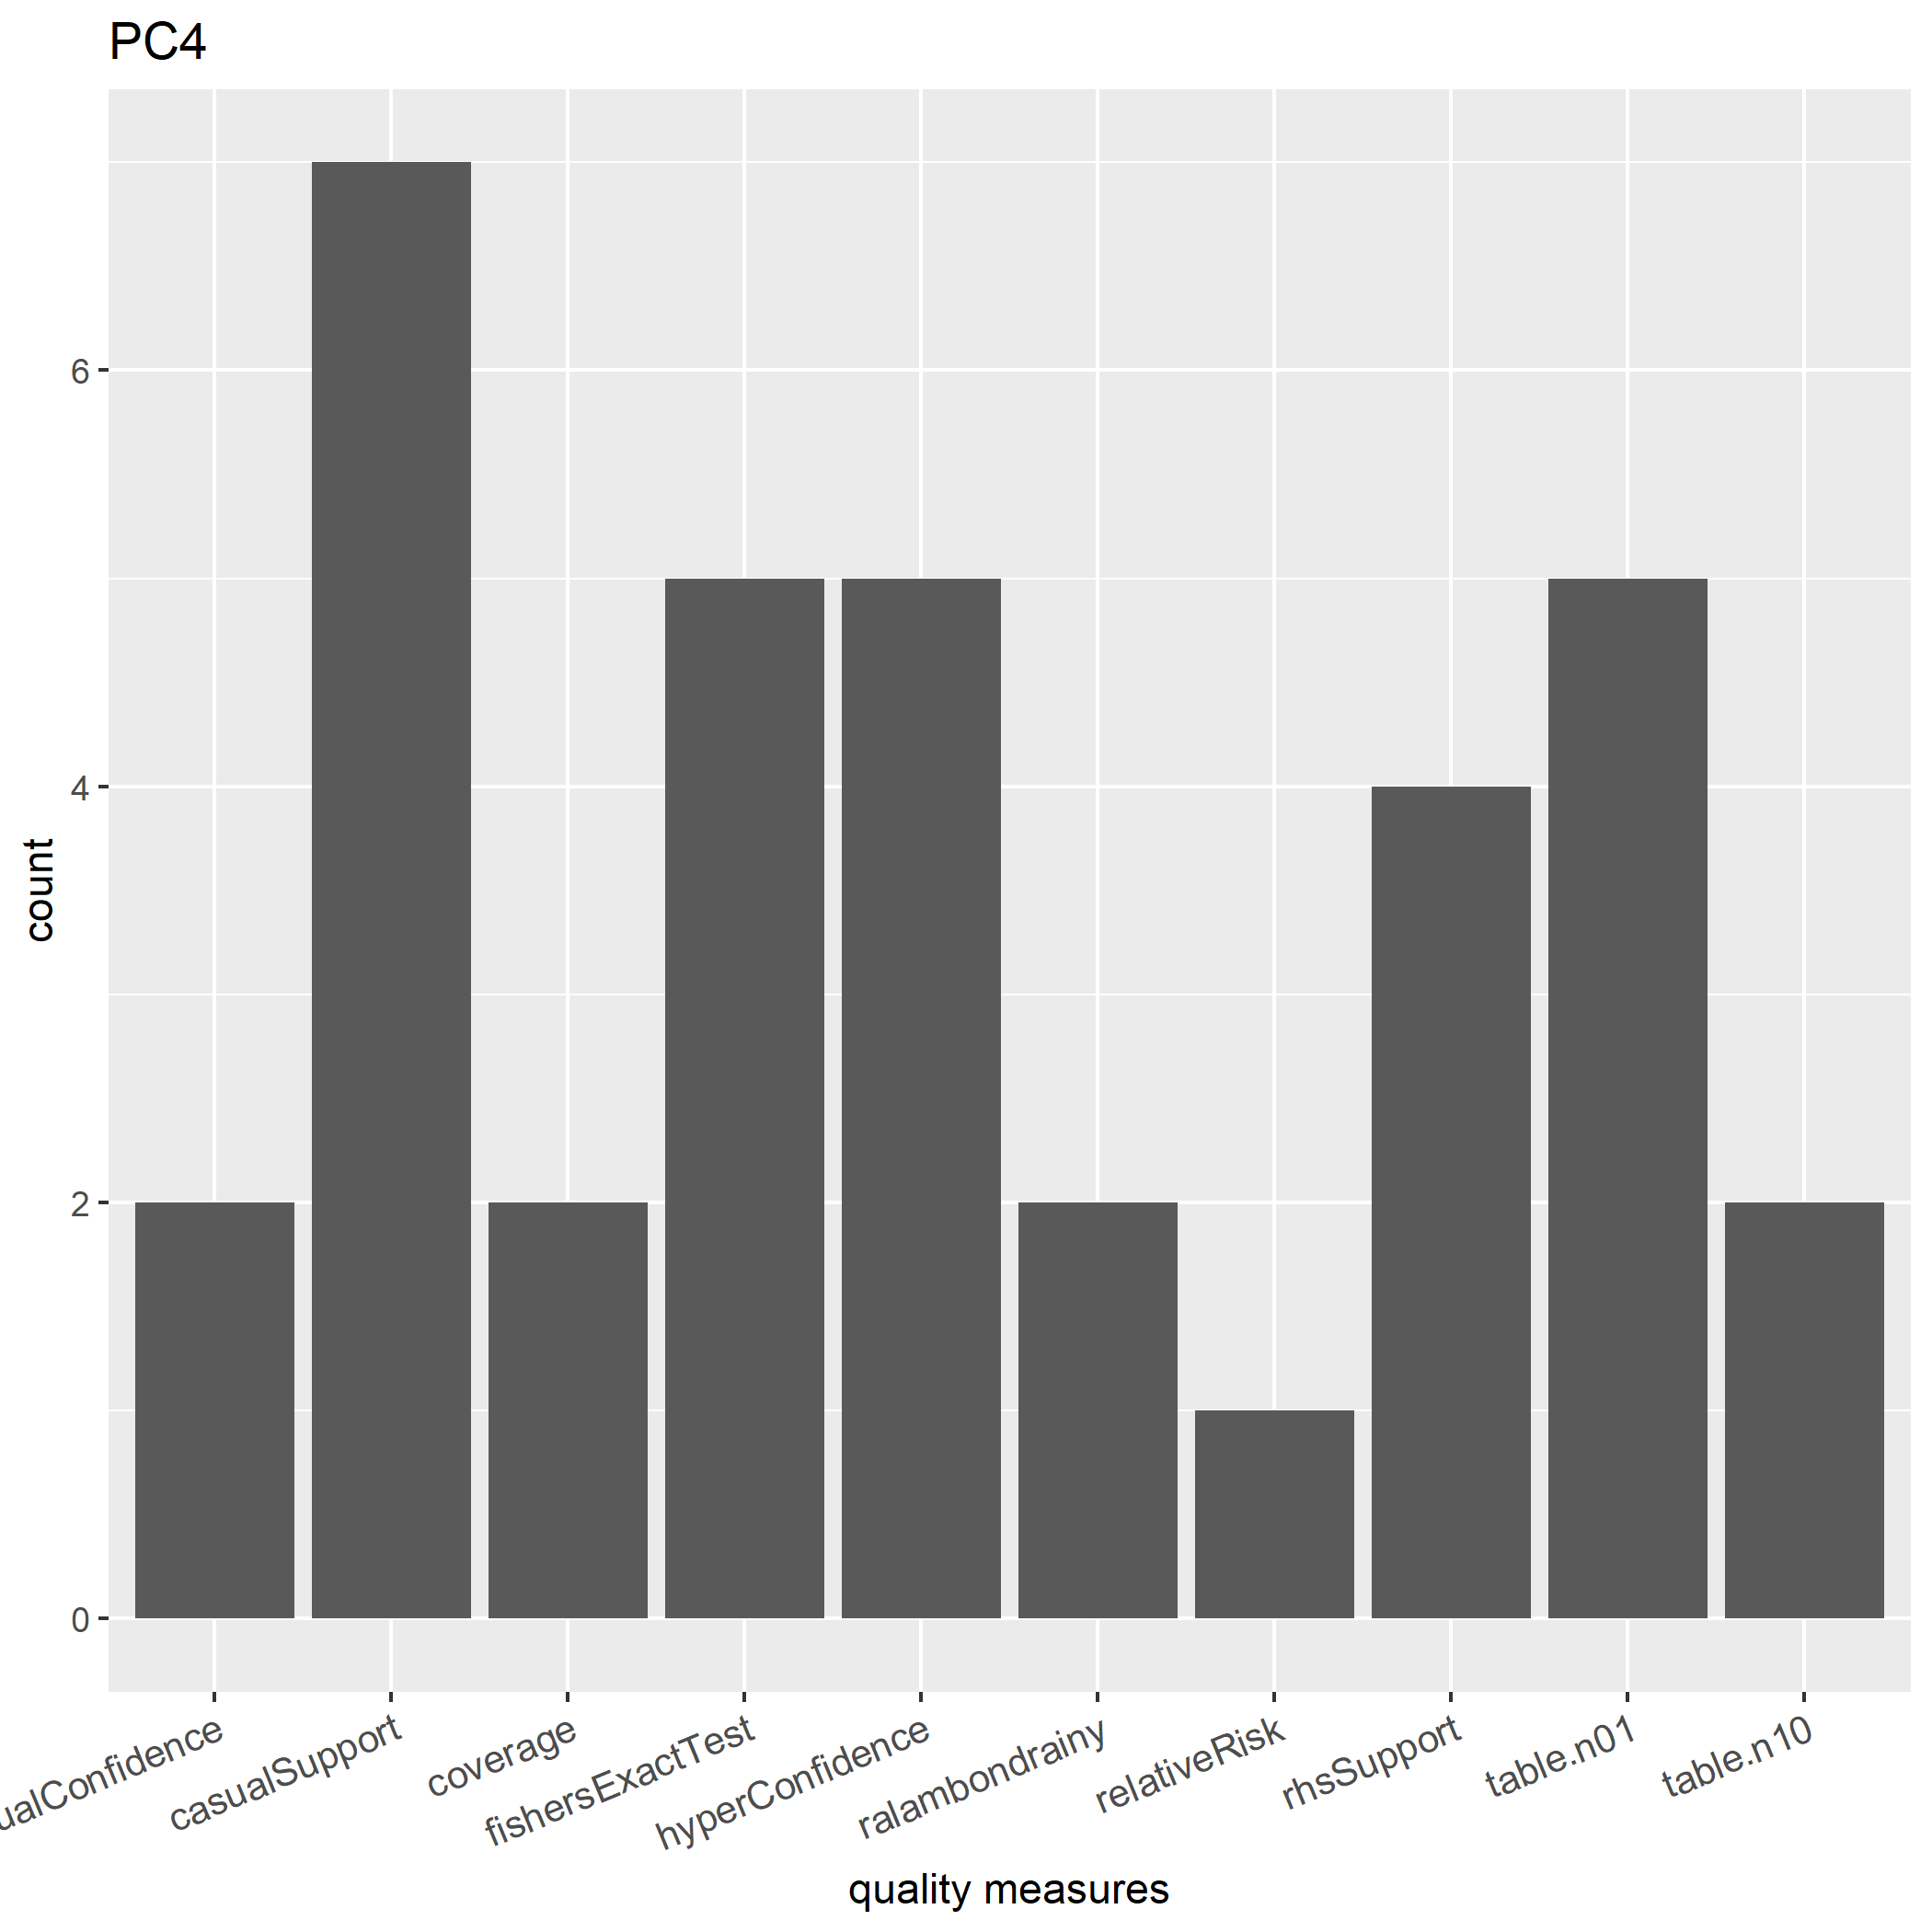 PC4
6
4
2
0
count
ualConfidence
casualSupport
coverage
fishersExactTest
hyperConfidence
ralambondrainy
relativeRisk
rhsSupport
table.n01
table.n10
quality measures